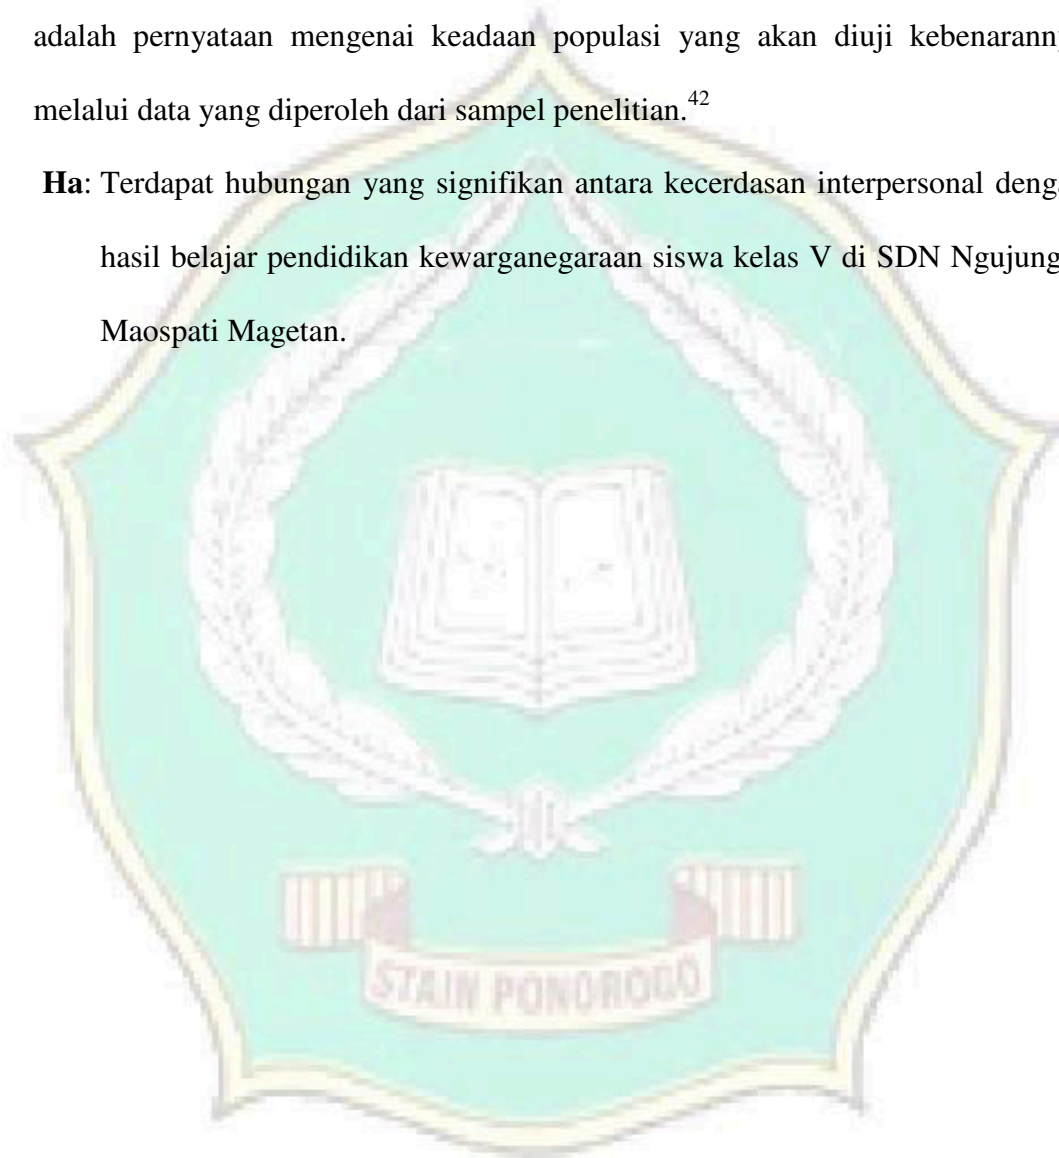 adalah pernyataan mengenai keadaan populasi yang akan diuji kebenarann
melalui data yang diperoleh dari sampel penelitian.42
Ha: Terdapat hubungan yang signifikan antara kecerdasan interpersonal denga
hasil belajar pendidikan kewarganegaraan siswa kelas V di SDN Ngujung
Maospati Magetan.
STAIN PONOROGO